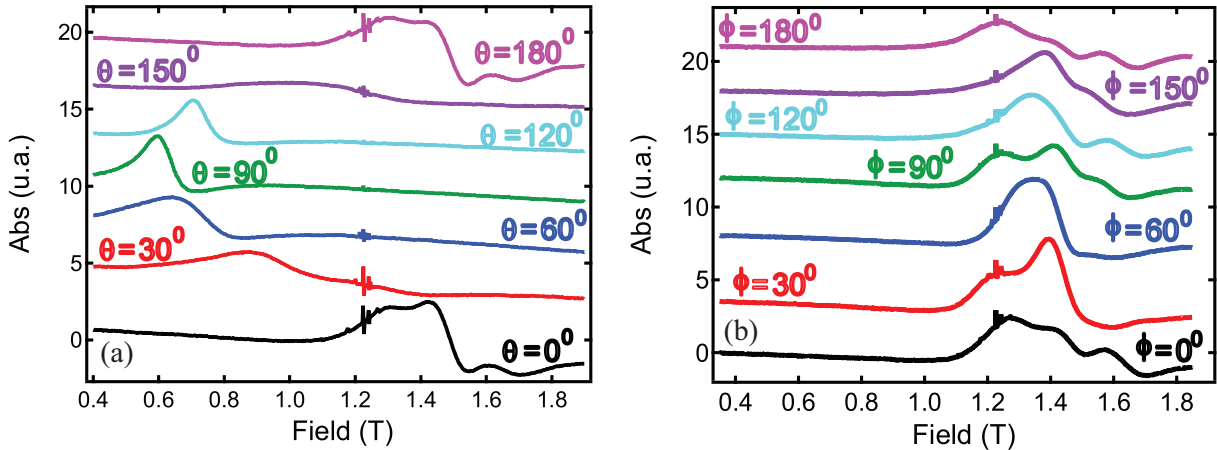 20
15
10
5
0
Abs (u.a.)
θ=180⁰
θ=150⁰
θ=120⁰
θ=90⁰
θ=60⁰
θ=30⁰
θ=0⁰
(a)
0.4 0.6 0.8 1.0 1.2 1.4 1.6 1.8
Field (T)
20
15
10
5
0
Abs (u.a.)
ϕ=180⁰
ϕ=150⁰
ϕ=120⁰
ϕ=90⁰
ϕ=60⁰
ϕ=30⁰
ϕ=0⁰
(b)
0.4 0.6 0.8 1.0 1.2 1.4 1.6 1.8
Field (T)